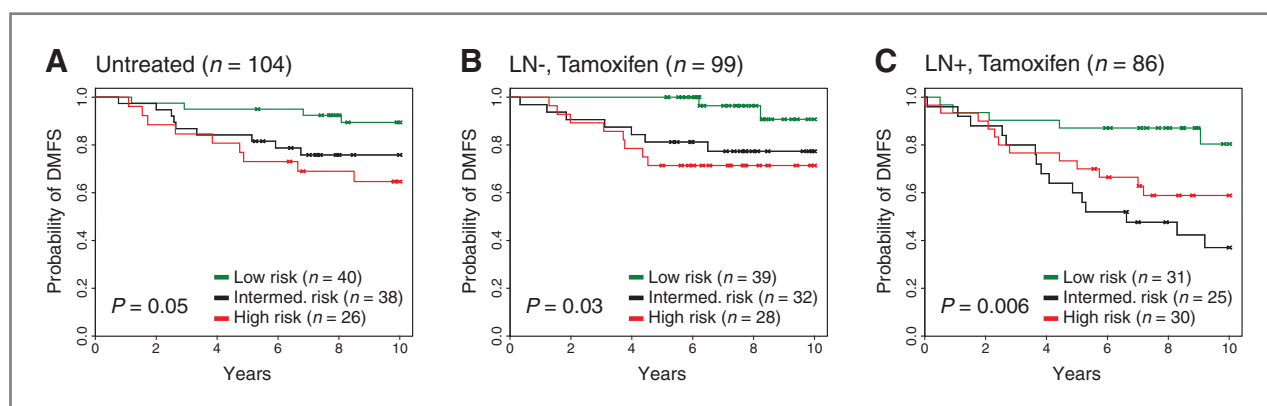 A Untreated (n = 104)
Probability of DMFS
1.0
0.8
0.6
0.4
0.2
0.0
Low risk (n = 40)
Intermed. risk (n = 38)
High risk (n = 26)
P = 0.05
0 2 4 6 8 10
Years
B LN-, Tamoxifen (n = 99)
Probability of DMFS
1.0
0.8
0.6
0.4
0.2
0.0
Low risk (n = 39)
Intermed. risk (n = 32)
High risk (n = 28)
P = 0.03
0 2 4 6 8 10
Years
C LN+, Tamoxifen (n = 86)
Probability of DMFS
1.0
0.8
0.6
0.4
0.2
0.0
Low risk (n = 31)
Intermed. risk (n = 25)
High risk (n = 30)
P = 0.006
0 2 4 6 8 10
Years